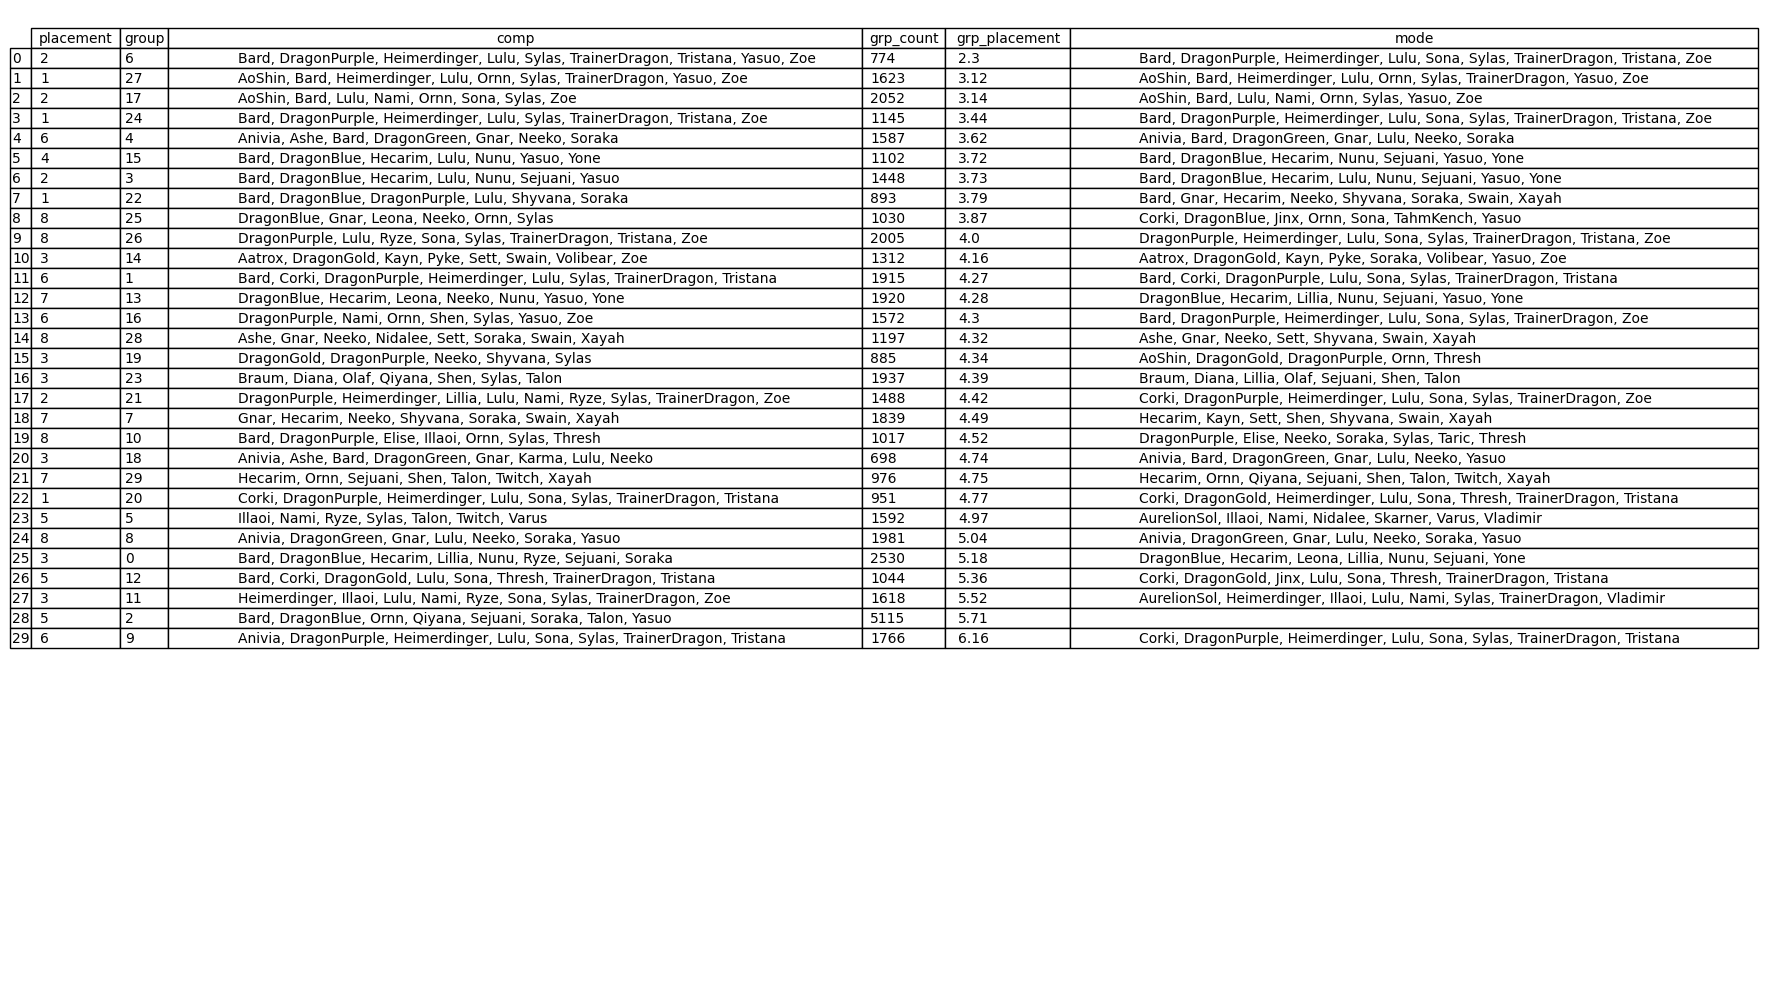 placement group comp grp_count grp_placement mode
0 2 6 Bard, DragonPurple, Heimerdinger, Lulu, Sylas, TrainerDragon, Tristana, Yasuo, Zoe 774 2.3 Bard, DragonPurple, Heimerdinger, Lulu, Sona, Sylas, TrainerDragon, Tristana, Zoe
1 1 27 AoShin, Bard, Heimerdinger, Lulu, Ornn, Sylas, TrainerDragon, Yasuo, Zoe 1623 3.12 AoShin, Bard, Heimerdinger, Lulu, Ornn, Sylas, TrainerDragon, Yasuo, Zoe
2 2 17 AoShin, Bard, Lulu, Nami, Ornn, Sona, Sylas, Zoe 2052 3.14 AoShin, Bard, Lulu, Nami, Ornn, Sylas, Yasuo, Zoe
3 1 24 Bard, DragonPurple, Heimerdinger, Lulu, Sylas, TrainerDragon, Tristana, Zoe 1145 3.44 Bard, DragonPurple, Heimerdinger, Lulu, Sona, Sylas, TrainerDragon, Tristana, Zoe
4 6 4 Anivia, Ashe, Bard, DragonGreen, Gnar, Neeko, Soraka 1587 3.62 Anivia, Bard, DragonGreen, Gnar, Lulu, Neeko, Soraka
5 4 15 Bard, DragonBlue, Hecarim, Lulu, Nunu, Yasuo, Yone 1102 3.72 Bard, DragonBlue, Hecarim, Nunu, Sejuani, Yasuo, Yone
6 2 3 Bard, DragonBlue, Hecarim, Lulu, Nunu, Sejuani, Yasuo 1448 3.73 Bard, DragonBlue, Hecarim, Lulu, Nunu, Sejuani, Yasuo, Yone
7 1 22 Bard, DragonBlue, DragonPurple, Lulu, Shyvana, Soraka 893 3.79 Bard, Gnar, Hecarim, Neeko, Shyvana, Soraka, Swain, Xayah
8 8 25 DragonBlue, Gnar, Leona, Neeko, Ornn, Sylas 1030 3.87 Corki, DragonBlue, Jinx, Ornn, Sona, TahmKench, Yasuo
9 8 26 DragonPurple, Lulu, Ryze, Sona, Sylas, TrainerDragon, Tristana, Zoe 2005 4.0 DragonPurple, Heimerdinger, Lulu, Sona, Sylas, TrainerDragon, Tristana, Zoe
10 3 14 Aatrox, DragonGold, Kayn, Pyke, Sett, Swain, Volibear, Zoe 1312 4.16 Aatrox, DragonGold, Kayn, Pyke, Soraka, Volibear, Yasuo, Zoe
11 6 1 Bard, Corki, DragonPurple, Heimerdinger, Lulu, Sylas, TrainerDragon, Tristana 1915 4.27 Bard, Corki, DragonPurple, Lulu, Sona, Sylas, TrainerDragon, Tristana
12 7 13 DragonBlue, Hecarim, Leona, Neeko, Nunu, Yasuo, Yone 1920 4.28 DragonBlue, Hecarim, Lillia, Nunu, Sejuani, Yasuo, Yone
13 6 16 DragonPurple, Nami, Ornn, Shen, Sylas, Yasuo, Zoe 1572 4.3 Bard, DragonPurple, Heimerdinger, Lulu, Sona, Sylas, TrainerDragon, Zoe
14 8 28 Ashe, Gnar, Neeko, Nidalee, Sett, Soraka, Swain, Xayah 1197 4.32 Ashe, Gnar, Neeko, Sett, Shyvana, Swain, Xayah
15 3 19 DragonGold, DragonPurple, Neeko, Shyvana, Sylas 885 4.34 AoShin, DragonGold, DragonPurple, Ornn, Thresh
16 3 23 Braum, Diana, Olaf, Qiyana, Shen, Sylas, Talon 1937 4.39 Braum, Diana, Lillia, Olaf, Sejuani, Shen, Talon
17 2 21 DragonPurple, Heimerdinger, Lillia, Lulu, Nami, Ryze, Sylas, TrainerDragon, Zoe 1488 4.42 Corki, DragonPurple, Heimerdinger, Lulu, Sona, Sylas, TrainerDragon, Zoe
18 7 7 Gnar, Hecarim, Neeko, Shyvana, Soraka, Swain, Xayah 1839 4.49 Hecarim, Kayn, Sett, Shen, Shyvana, Swain, Xayah
19 8 10 Bard, DragonPurple, Elise, Illaoi, Ornn, Sylas, Thresh 1017 4.52 DragonPurple, Elise, Neeko, Soraka, Sylas, Taric, Thresh
20 3 18 Anivia, Ashe, Bard, DragonGreen, Gnar, Karma, Lulu, Neeko 698 4.74 Anivia, Bard, DragonGreen, Gnar, Lulu, Neeko, Yasuo
21 7 29 Hecarim, Ornn, Sejuani, Shen, Talon, Twitch, Xayah 976 4.75 Hecarim, Ornn, Qiyana, Sejuani, Shen, Talon, Twitch, Xayah
22 1 20 Corki, DragonPurple, Heimerdinger, Lulu, Sona, Sylas, TrainerDragon, Tristana 951 4.77 Corki, DragonGold, Heimerdinger, Lulu, Sona, Thresh, TrainerDragon, Tristana
23 5 5 Illaoi, Nami, Ryze, Sylas, Talon, Twitch, Varus 1592 4.97 AurelionSol, Illaoi, Nami, Nidalee, Skarner, Varus, Vladimir
24 8 8 Anivia, DragonGreen, Gnar, Lulu, Neeko, Soraka, Yasuo 1981 5.04 Anivia, DragonGreen, Gnar, Lulu, Neeko, Soraka, Yasuo
25 3 0 Bard, DragonBlue, Hecarim, Lillia, Nunu, Ryze, Sejuani, Soraka 2530 5.18 DragonBlue, Hecarim, Leona, Lillia, Nunu, Sejuani, Yone
26 5 12 Bard, Corki, DragonGold, Lulu, Sona, Thresh, TrainerDragon, Tristana 1044 5.36 Corki, DragonGold, Jinx, Lulu, Sona, Thresh, TrainerDragon, Tristana
27 3 11 Heimerdinger, Illaoi, Lulu, Nami, Ryze, Sona, Sylas, TrainerDragon, Zoe 1618 5.52 AurelionSol, Heimerdinger, Illaoi, Lulu, Nami, Sylas, TrainerDragon, Vladimir
28 5 2 Bard, DragonBlue, Ornn, Qiyana, Sejuani, Soraka, Talon, Yasuo 5115 5.71
29 6 9 Anivia, DragonPurple, Heimerdinger, Lulu, Sona, Sylas, TrainerDragon, Tristana 1766 6.16 Corki, DragonPurple, Heimerdinger, Lulu, Sona, Sylas, TrainerDragon, Tristana